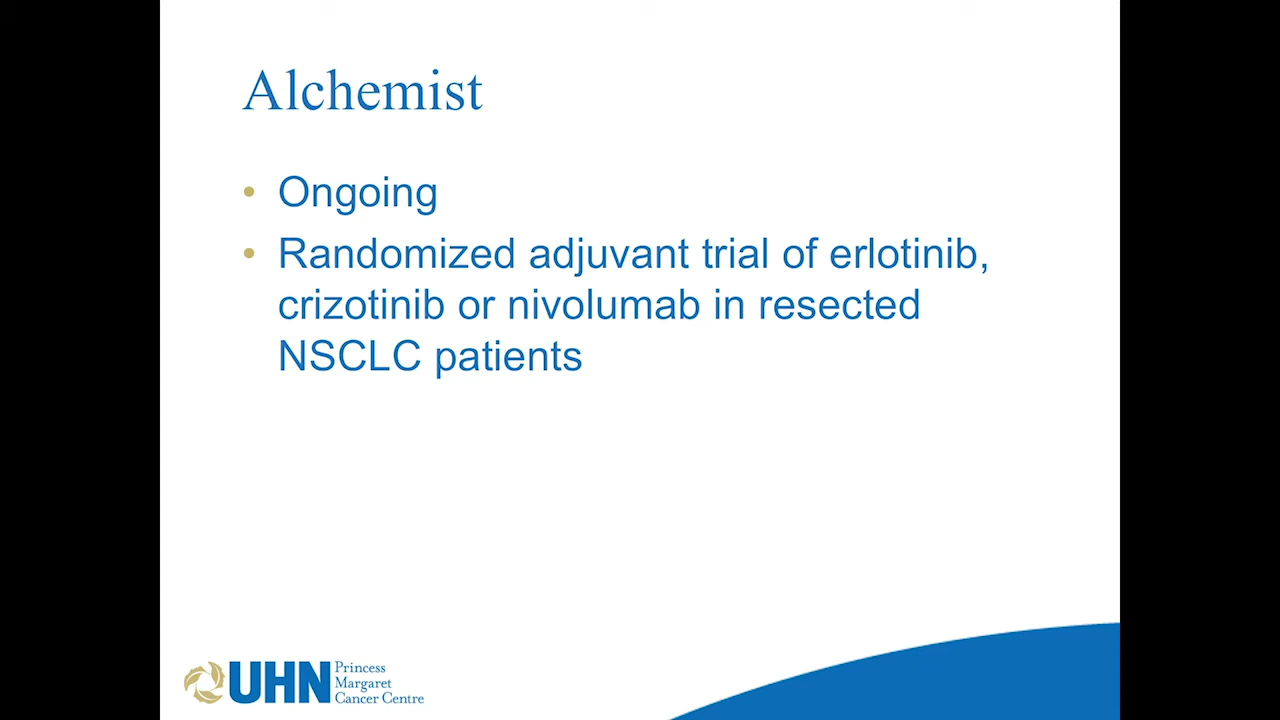 Alchemist
• Ongoing
• Randomized adjuvant trial of erlotinib,
crizotinib or nivolumab in resected
NSCLC patients
UHN
Princess
Margaret
Cancer Centre